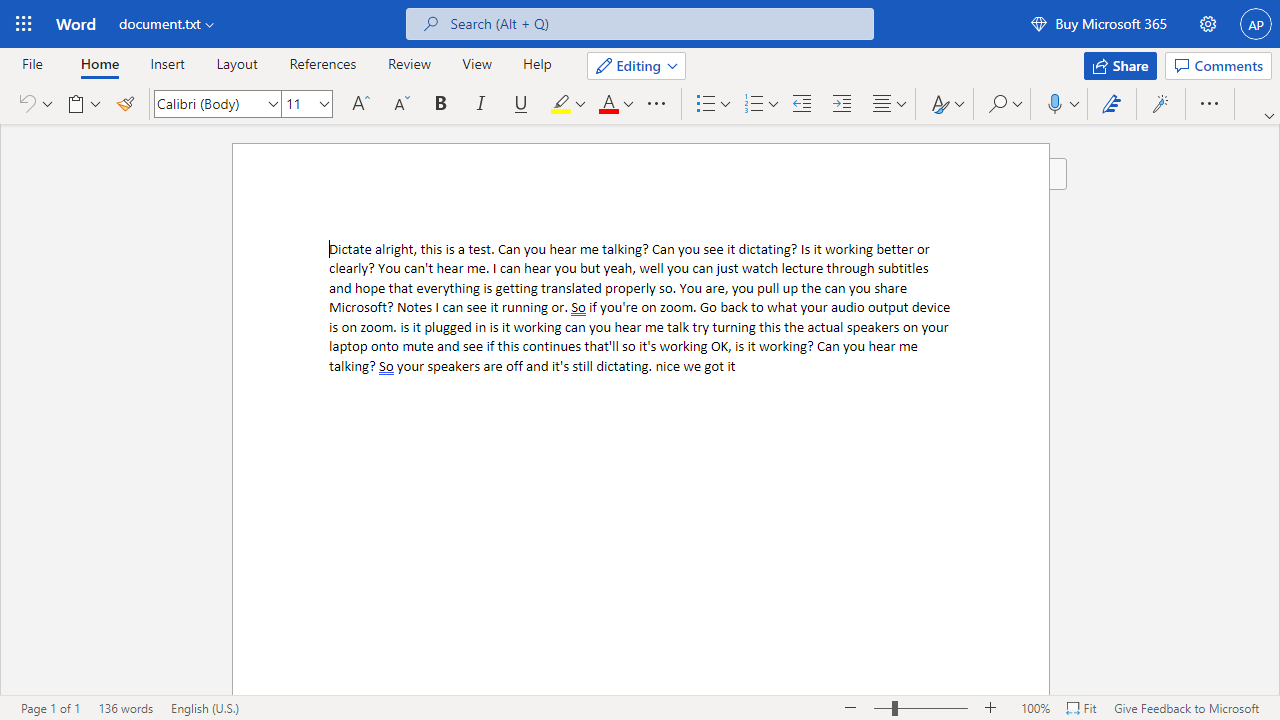 Word
document.txt
Search (Alt + Q)
Buy Microsoft 365
AP
File
Home
Insert
Layout
References
Review
View
Help
Editing
Share
Comments
Calibri (Body)
11
Dictate alright, this is a test. Can you hear me talking? Can you see it dictating? Is it working better or
clearly? You can't hear me. I can hear you but yeah, well you can just watch lecture through subtitles
and hope that everything is getting translated properly so. You are, you pull up the can you share
Microsoft? Notes I can see it running or. So if you're on zoom. Go back to what your audio output device
is on zoom. is it plugged in is it working can you hear me talk try turning this the actual speakers on your
laptop onto mute and see if this continues that'll so it's working OK, is it working? Can you hear me
talking? So your speakers are off and it's still dictating. nice we got it
Page 1 of 1
136 words
English (U.S.)
100%
Fit
Give Feedback to Microsoft